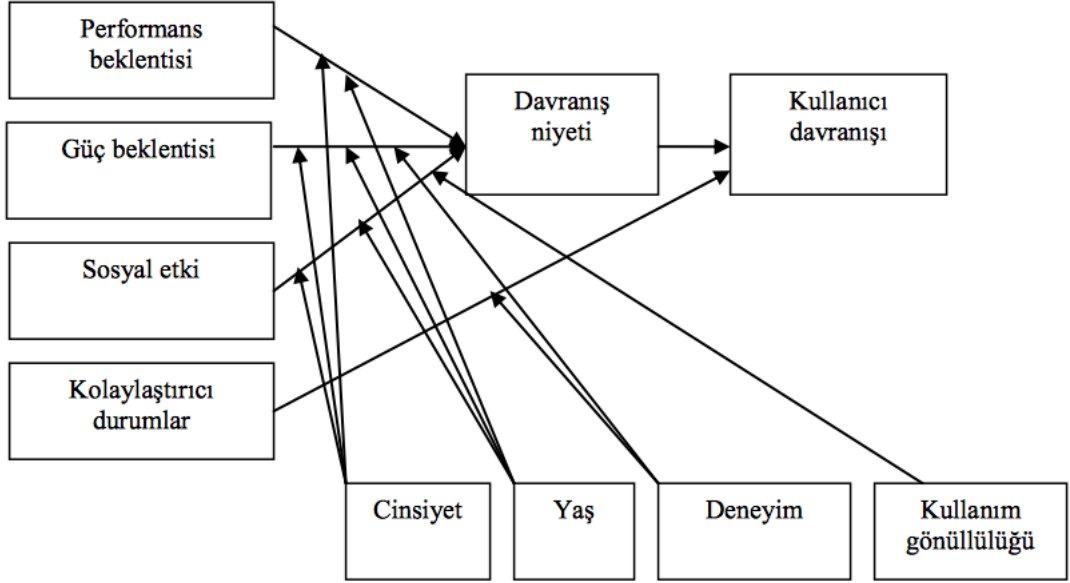 Performans
beklentisi
Güç beklentisi
Sosyal etki
Kolaylaştırıcı
durumlar
Davranış
niyeti
Kullanıcı
davranışı
Cinsiyet
Yaş
Deneyim
Kullanım
gönüllülüğü